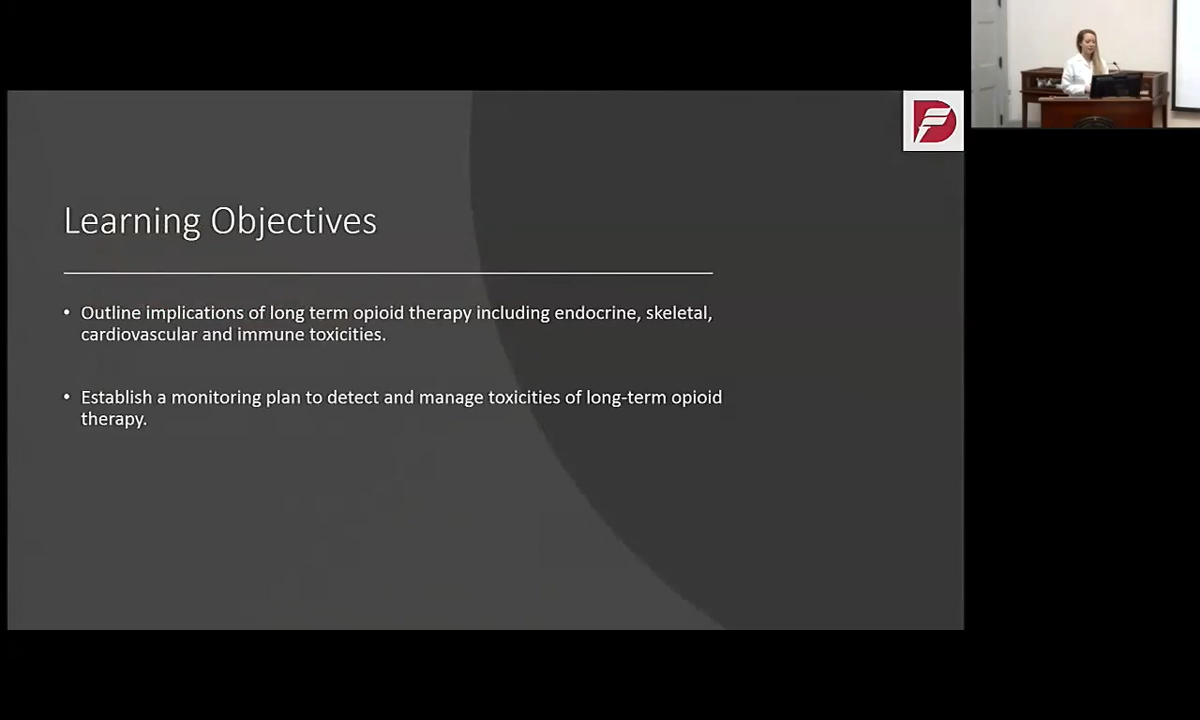 Learning Objectives
• Outline implications of long term opioid therapy including endocrine, skeletal,
cardiovascular and immune toxicities.
• Establish a monitoring plan to detect and manage toxicities of long-term opioid
therapy.